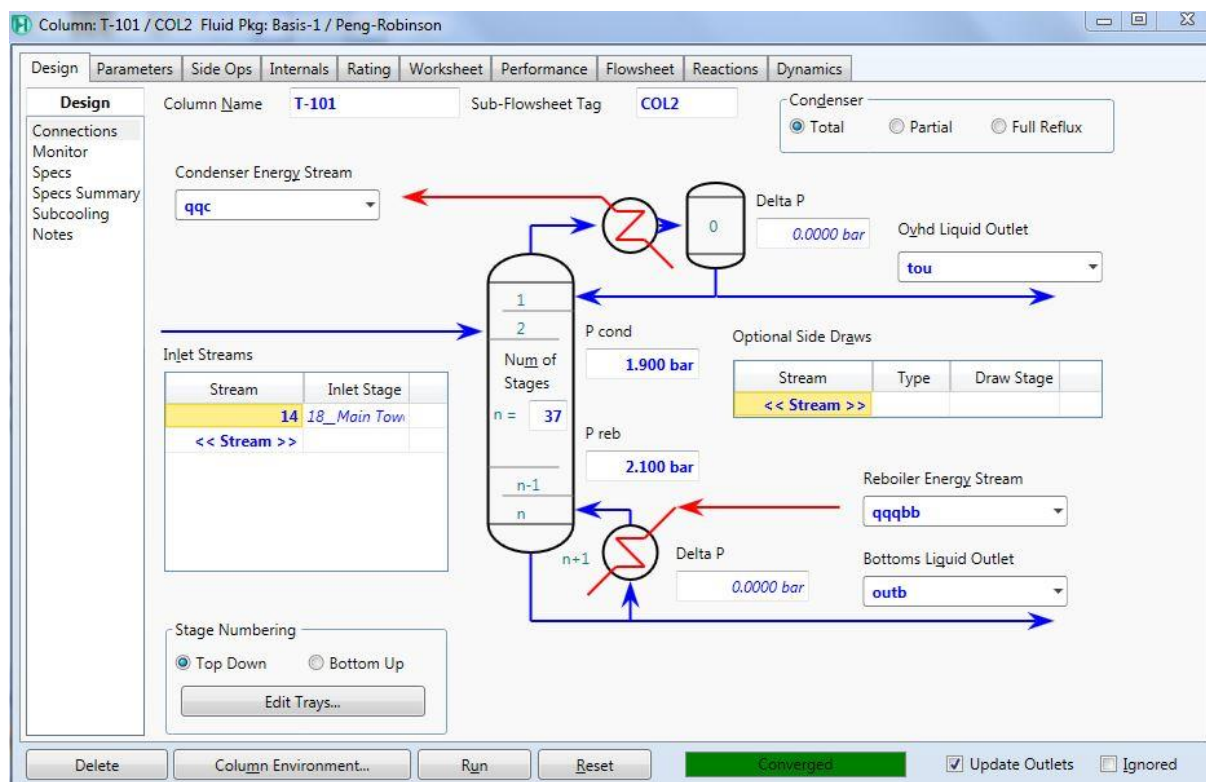 Column: T-101 / COL2 Fluid Pkg: Basis-1 / Peng-Robinson
Design Parameters Side Ops Internals Rating Worksheet Performance Flowsheet Reactions Dynamics
Design
Connections
Monitor
Specs
Specs Summary
Subcooling
Notes
Column Name T-101 Sub-Flowsheet Tag COL2
Condenser
Total Partial Full Reflux
Condenser Energy Stream
qqc
0
Delta P
0.0000 bar
Ovhd Liquid Outlet
tou
1
2
Num of
Stages
n = 37
n-1
n
n+1
P cond
1.900 bar
P reb
2.100 bar
Inlet Streams
Stream Inlet Stage
14 18__Main Tow
<< Stream >>
Optional Side Draws
Stream Type Draw Stage
<< Stream >>
Reboiler Energy Stream
qqqbb
Delta P
0.0000 bar
Bottoms Liquid Outlet
outb
Stage Numbering
Top Down Bottom Up
Edit Trays...
Delete Column Environment... Run Reset Converged Update Outlets Ignored